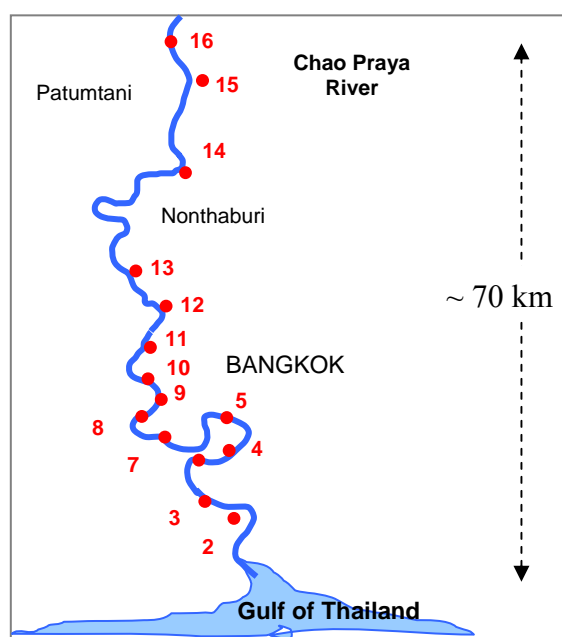 16
Chao Praya
River
15
Patumtani
14
Nonthaburi
13
~ 70 km
12
11
10
BANGKOK
9
5
8
7
4
3
2
Gulf of Thailand